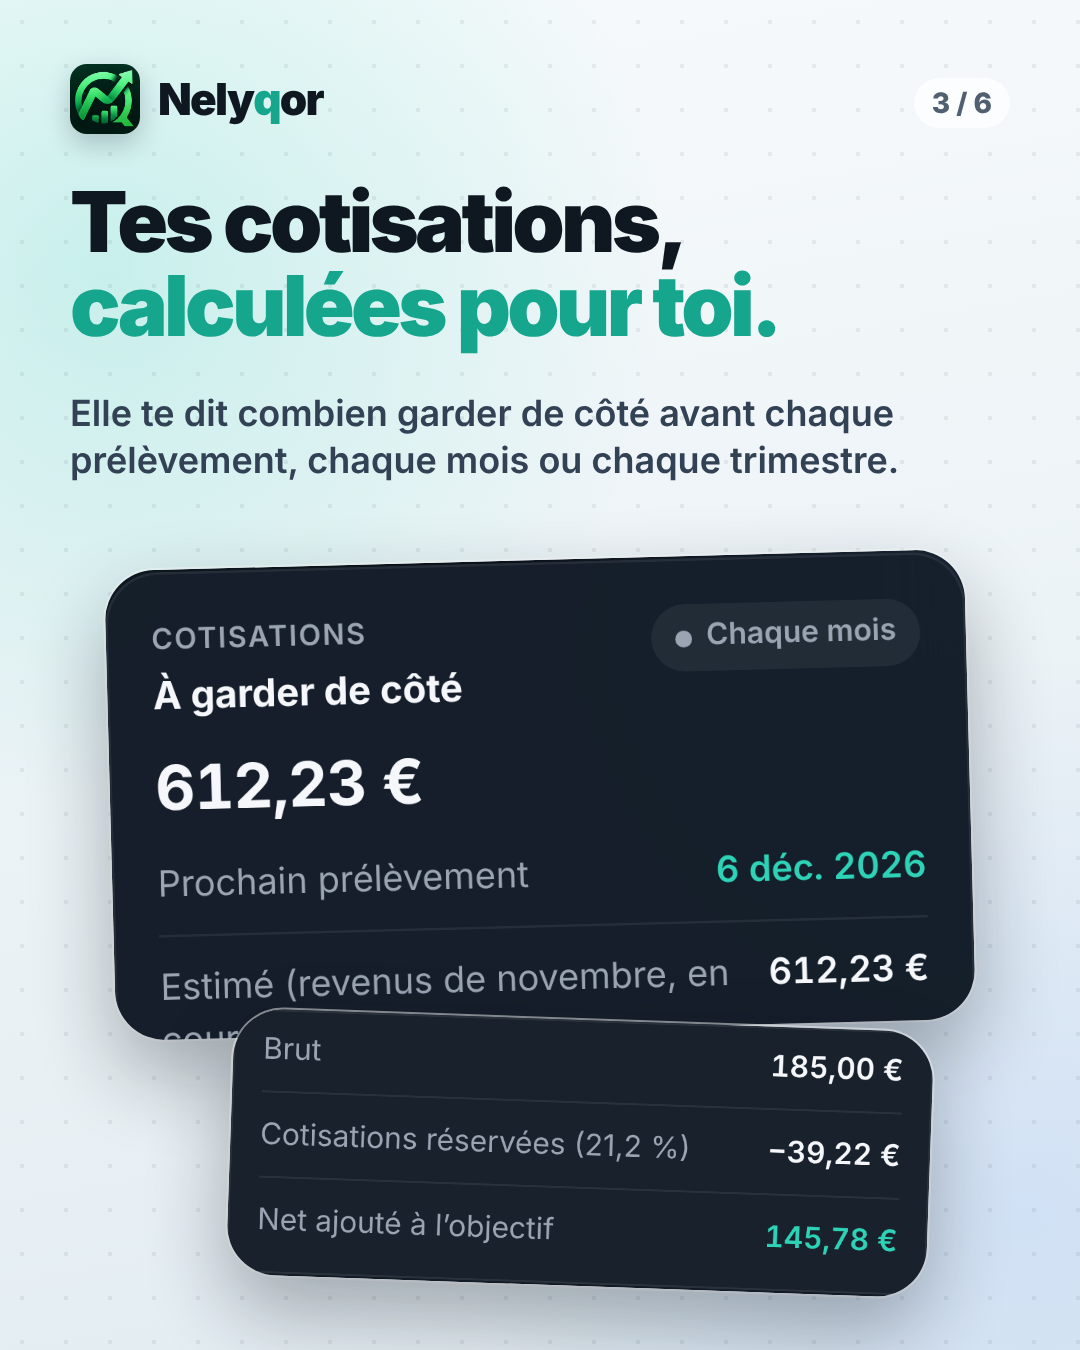 Nelyqor
3 / 6
Tes cotisations,
calculées pour toi.
Elle te dit combien garder de côté avant chaque
prélèvement, chaque mois ou chaque trimestre.
COTISATIONS
Chaque mois
À garder de côté
612,23 €
Prochain prélèvement
6 déc. 2026
Estimé (revenus de novembre, en
612,23 €
Brut
185,00 €
Cotisations réservées (21,2 %)
−39,22 €
Net ajouté à l’objectif
145,78 €